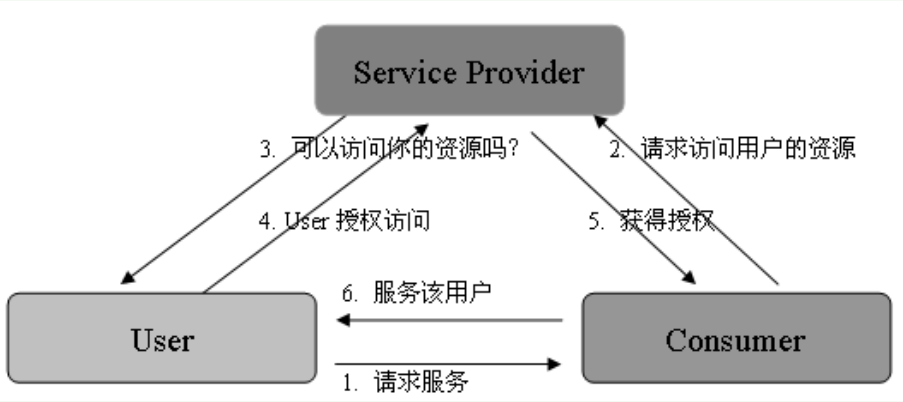 Service Provider
3. 可以访问你的资源吗?
2. 请求访问用户的资源
4. User 授权访问
5. 获得授权
6. 服务该用户
User
Consumer
1. 请求服务